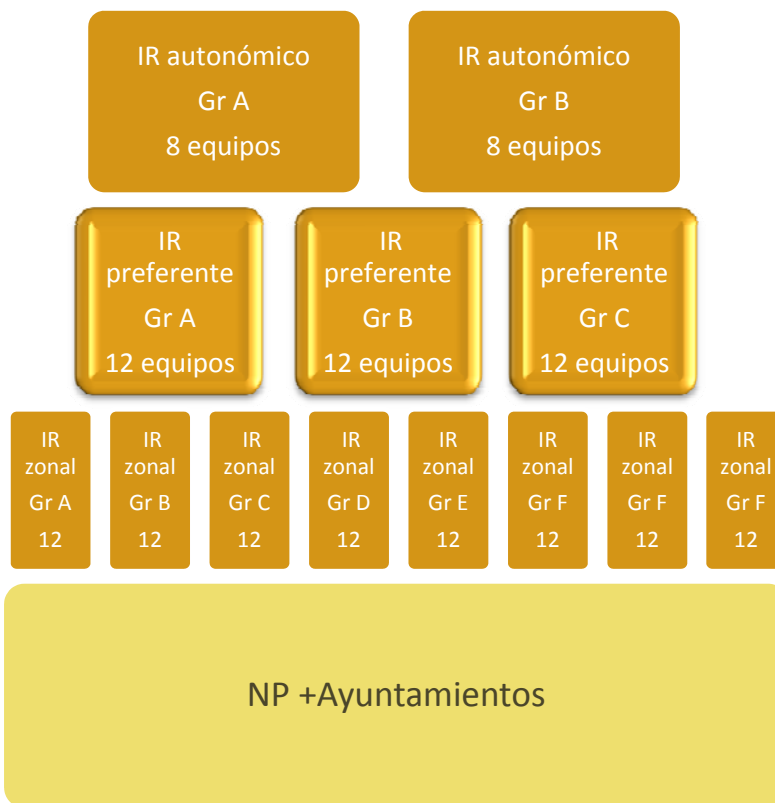 IR autonómico
Gr A
8 equipos
IR autonómico
Gr B
8 equipos
IR
preferente
Gr A
12 equipos
IR
preferente
Gr B
12 equipos
IR
preferente
Gr C
12 equipos
IR
zonal
Gr A
12
IR
zonal
Gr B
12
IR
zonal
Gr C
12
IR
zonal
Gr D
12
IR
zonal
Gr E
12
IR
zonal
Gr F
12
IR
zonal
Gr F
12
IR
zonal
Gr F
12
NP +Ayuntamientos